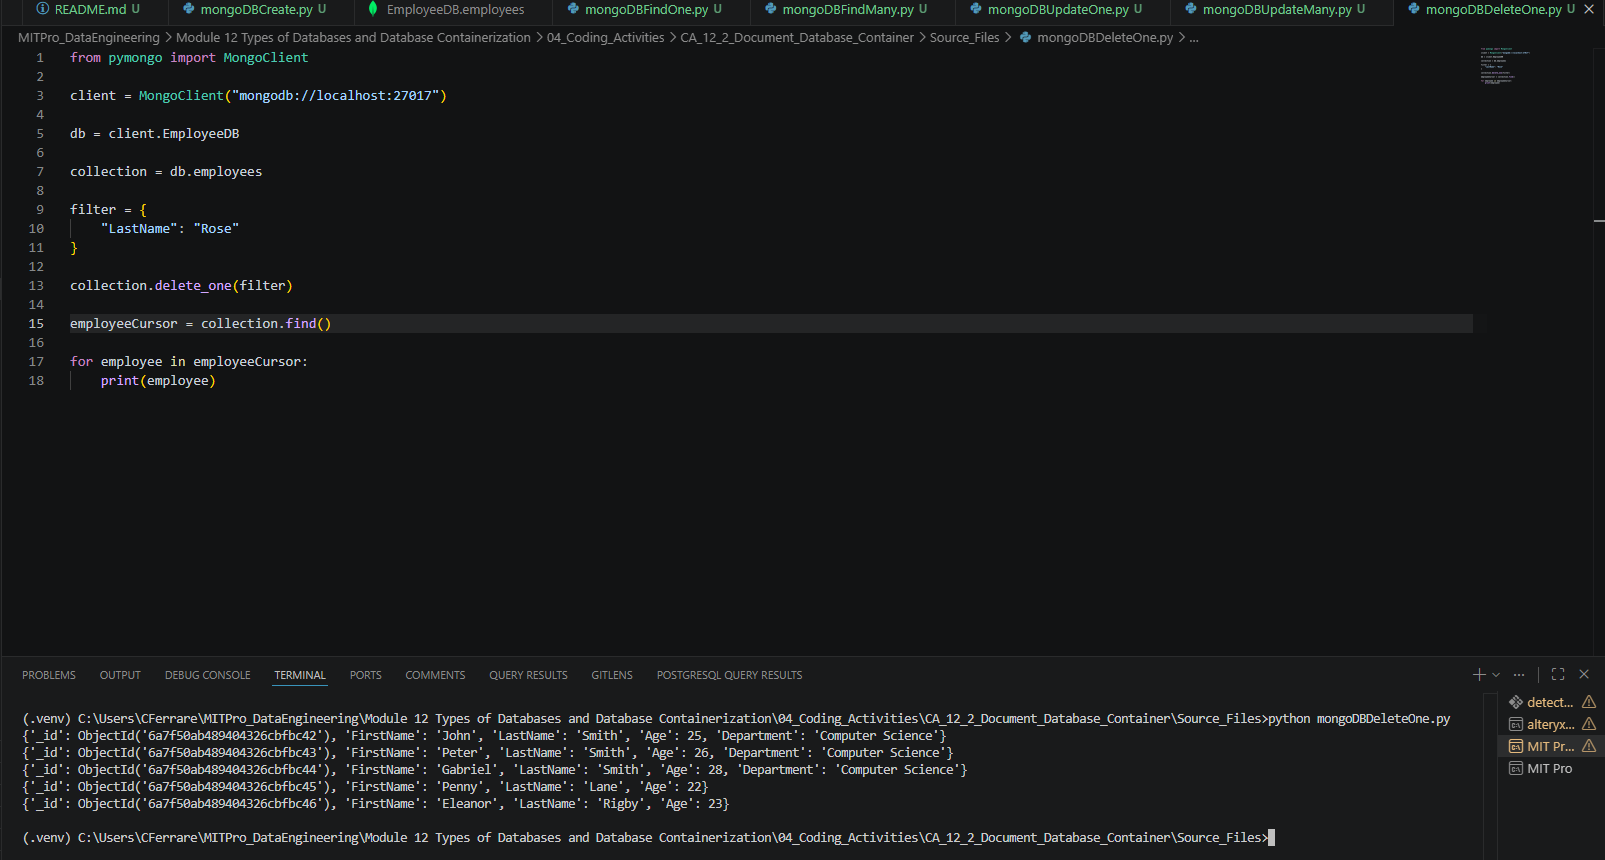 README.md U mongoDBCreate.py U EmployeeDB.employees mongoDBFindOne.py U mongoDBFindMany.py U mongoDBUpdateOne.py U mongoDBUpdateMany.py U mongoDBDeleteOne.py U
MITPro_DataEngineering > Module 12 Types of Databases and Database Containerization > 04_Coding_Activities > CA_12_2_Document_Database_Container > Source_Files > mongoDBDeleteOne.py > ...
1 from pymongo import MongoClient
2
3 client = MongoClient("mongodb://localhost:27017")
4
5 db = client.EmployeeDB
6
7 collection = db.employees
8
9 filter = {
10 "LastName": "Rose"
11 }
12
13 collection.delete_one(filter)
14
15 employeeCursor = collection.find()
16
17 for employee in employeeCursor:
18 print(employee)
PROBLEMS OUTPUT DEBUG CONSOLE TERMINAL PORTS COMMENTS QUERY RESULTS GITLENS POSTGRESQL QUERY RESULTS
(.venv) C:\Users\CFerrare\MITPro_DataEngineering\Module 12 Types of Databases and Database Containerization\04_Coding_Activities\CA_12_2_Document_Database_Container\Source_Files>python mongoDBDeleteOne.py
{'_id': ObjectId('6a7f50ab489404326cbfbc42'), 'FirstName': 'John', 'LastName': 'Smith', 'Age': 25, 'Department': 'Computer Science'}
{'_id': ObjectId('6a7f50ab489404326cbfbc43'), 'FirstName': 'Peter', 'LastName': 'Smith', 'Age': 26, 'Department': 'Computer Science'}
{'_id': ObjectId('6a7f50ab489404326cbfbc44'), 'FirstName': 'Gabriel', 'LastName': 'Smith', 'Age': 28, 'Department': 'Computer Science'}
{'_id': ObjectId('6a7f50ab489404326cbfbc45'), 'FirstName': 'Penny', 'LastName': 'Lane', 'Age': 22}
{'_id': ObjectId('6a7f50ab489404326cbfbc46'), 'FirstName': 'Eleanor', 'LastName': 'Rigby', 'Age': 23}
(.venv) C:\Users\CFerrare\MITPro_DataEngineering\Module 12 Types of Databases and Database Containerization\04_Coding_Activities\CA_12_2_Document_Database_Container\Source_Files>
detect...
alteryx...
MIT Pr...
MIT Pro